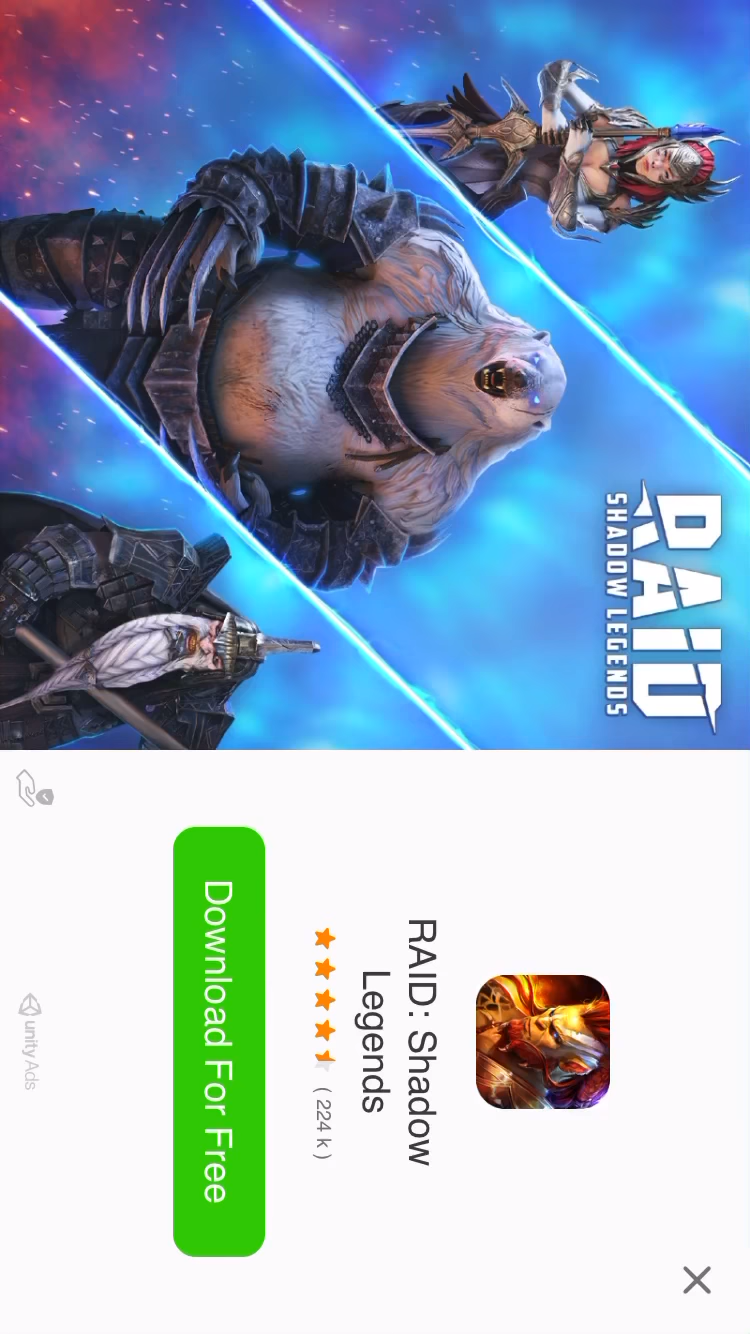 RAID
SHADOW LEGENDS
RAID: Shadow
Legends
( 224 k )
Download For Free
unity Ads